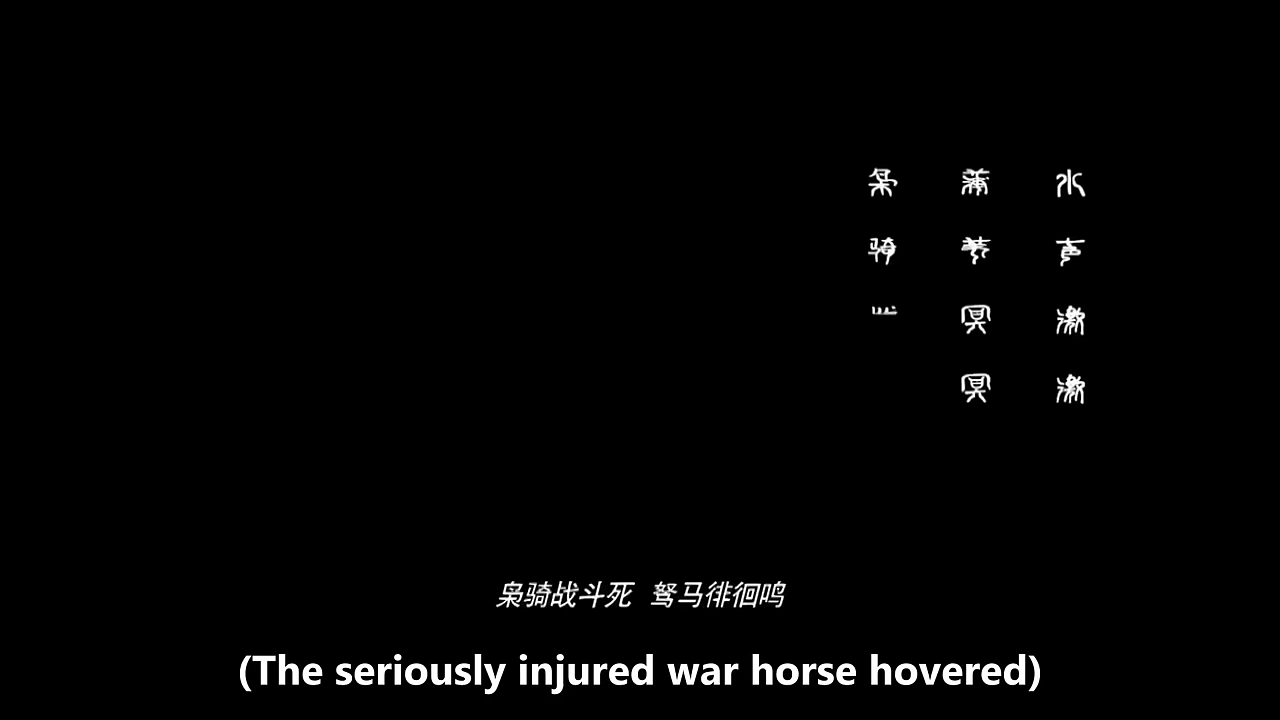 水声激激
蒲苇冥冥
枭骑
枭骑战斗死 驽马徘徊鸣
(The seriously injured war horse hovered)